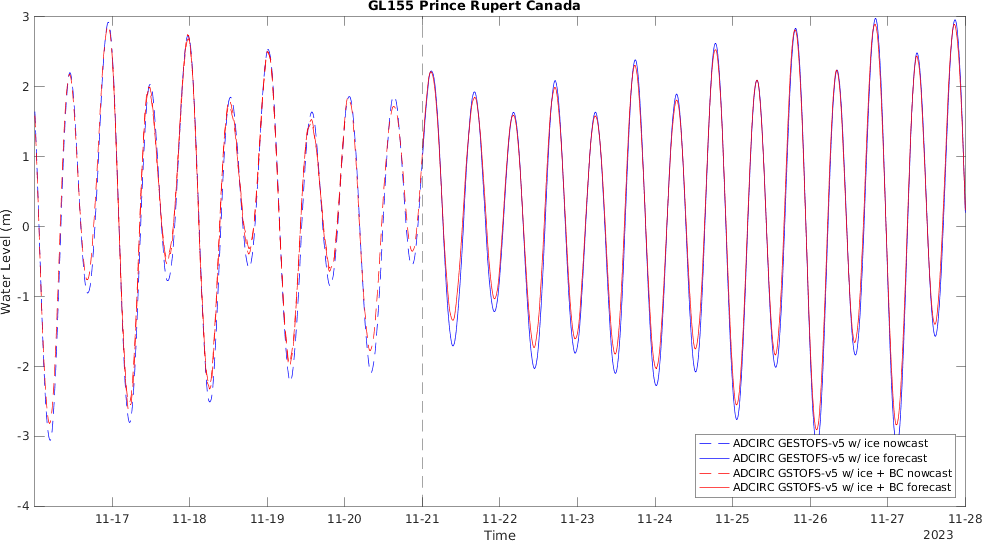 GL155 Prince Rupert Canada
3
2
1
0
-1
-2
-3
-4
Water Level (m)
ADCIRC GESTOFS-v5 w/ ice nowcast
ADCIRC GESTOFS-v5 w/ ice forecast
ADCIRC GSTOFS-v5 w/ ice + BC nowcast
ADCIRC GSTOFS-v5 w/ ice + BC forecast
11-17 11-18 11-19 11-20 11-21 11-22 11-23 11-24 11-25 11-26 11-27 11-28
Time
2023